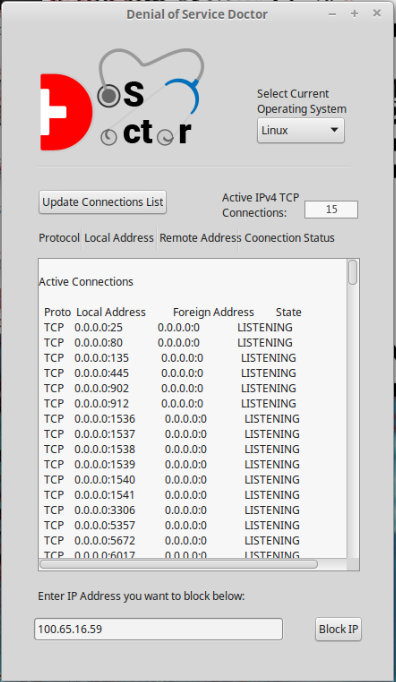 Denial of Service Doctor
DOS
octor
Select Current
Operating System
Linux
Update Connections List
Active IPv4 TCP
Connections:
15
Protocol Local Address Remote Address Coonection Status
Active Connections
Proto Local Address Foreign Address State
TCP 0.0.0.0:25 0.0.0.0:0 LISTENING
TCP 0.0.0.0:80 0.0.0.0:0 LISTENING
TCP 0.0.0.0:135 0.0.0.0:0 LISTENING
TCP 0.0.0.0:445 0.0.0.0:0 LISTENING
TCP 0.0.0.0:902 0.0.0.0:0 LISTENING
TCP 0.0.0.0:912 0.0.0.0:0 LISTENING
TCP 0.0.0.0:1536 0.0.0.0:0 LISTENING
TCP 0.0.0.0:1537 0.0.0.0:0 LISTENING
TCP 0.0.0.0:1538 0.0.0.0:0 LISTENING
TCP 0.0.0.0:1539 0.0.0.0:0 LISTENING
TCP 0.0.0.0:1540 0.0.0.0:0 LISTENING
TCP 0.0.0.0:1541 0.0.0.0:0 LISTENING
TCP 0.0.0.0:3306 0.0.0.0:0 LISTENING
TCP 0.0.0.0:5357 0.0.0.0:0 LISTENING
TCP 0.0.0.0:5672 0.0.0.0:0 LISTENING
TCP 0.0.0.0:6017 0.0.0.0:0 LISTENING
Enter IP Address you want to block below:
100.65.16.59
Block IP